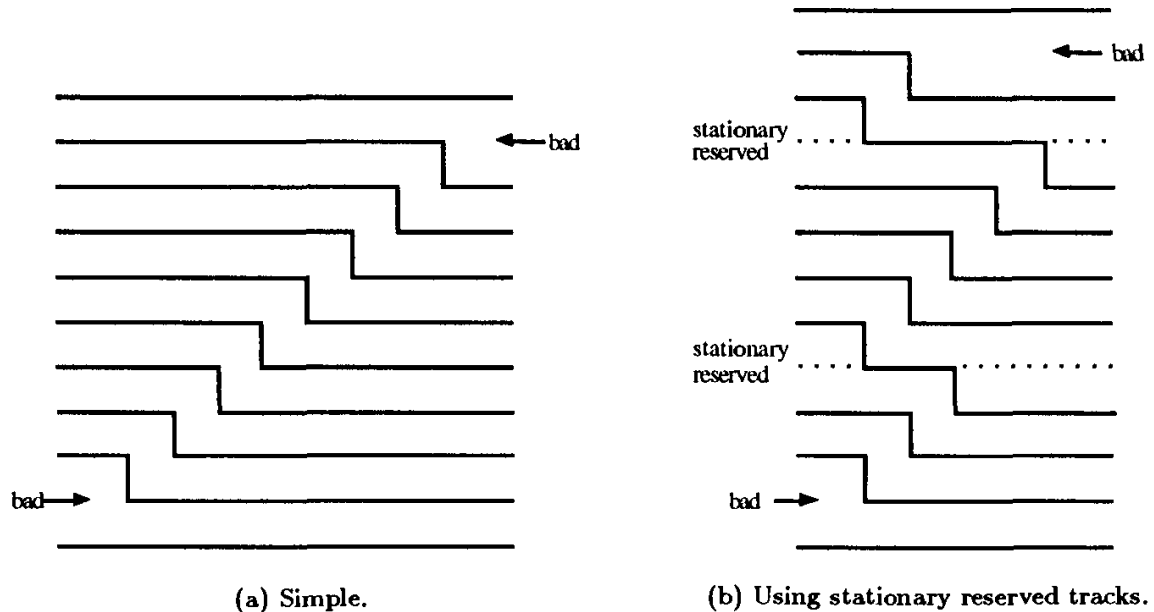 bad
bad
(a) Simple.
bad
stationary
reserved
stationary
reserved
bad
(b) Using stationary reserved tracks.